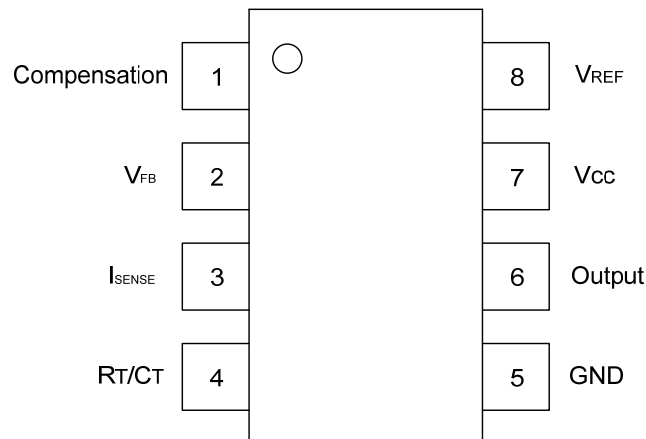 Compensation 1 8 VREF
VFB 2 7 VCC
ISENSE 3 6 Output
RT/CT 4 5 GND